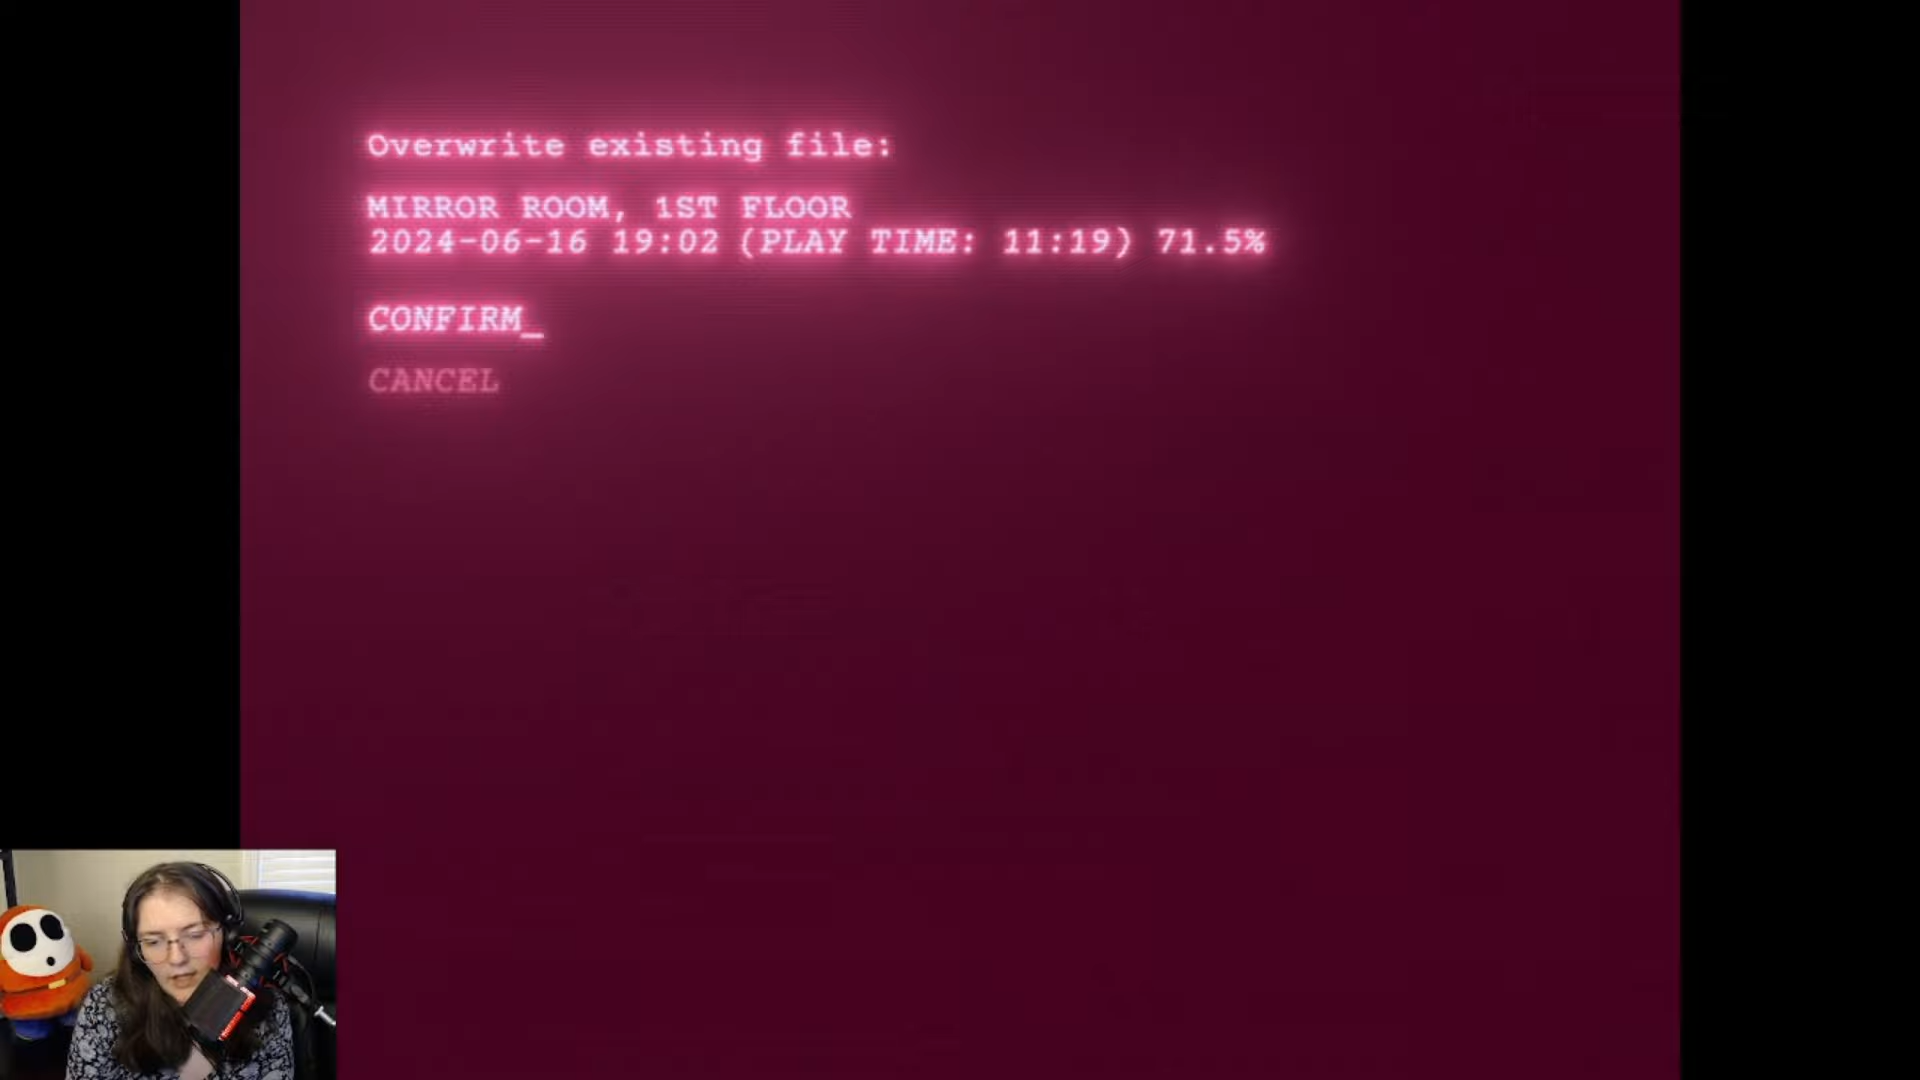 Overwrite existing file:
MIRROR ROOM, 1ST FLOOR
2024-06-16 19:02 (PLAY TIME: 11:19) 71.5%
CONFIRM_
CANCEL